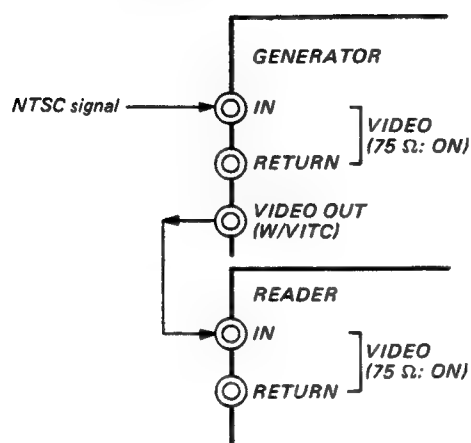 GENERATOR
NTSC signal
IN
VIDEO
(75 Ω: ON)
RETURN
VIDEO OUT
(W/VITC)
READER
IN
VIDEO
(75 Ω: ON)
RETURN